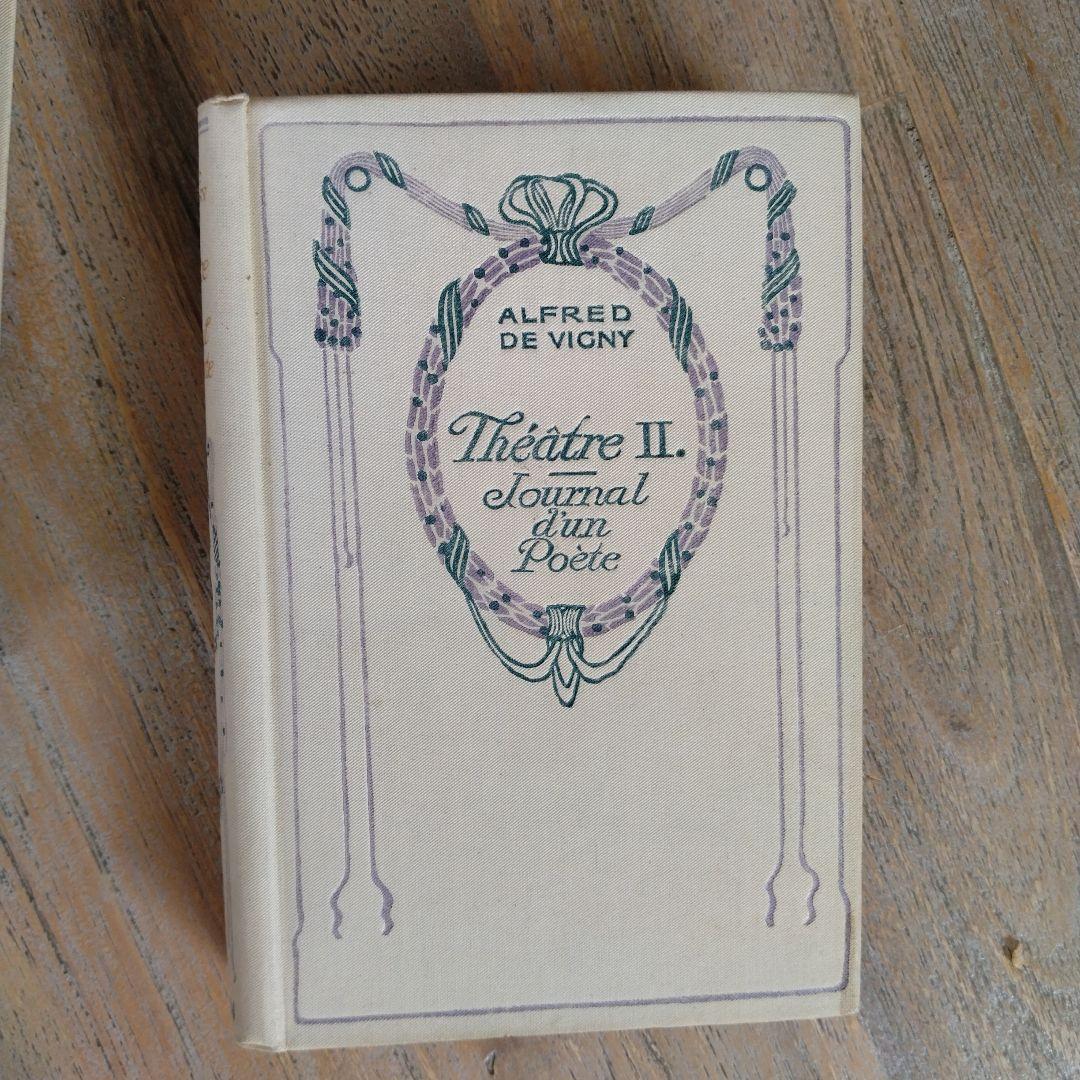 ALFRED
DE VIGNY
Théâtre II.
Journal
d'un
Poète